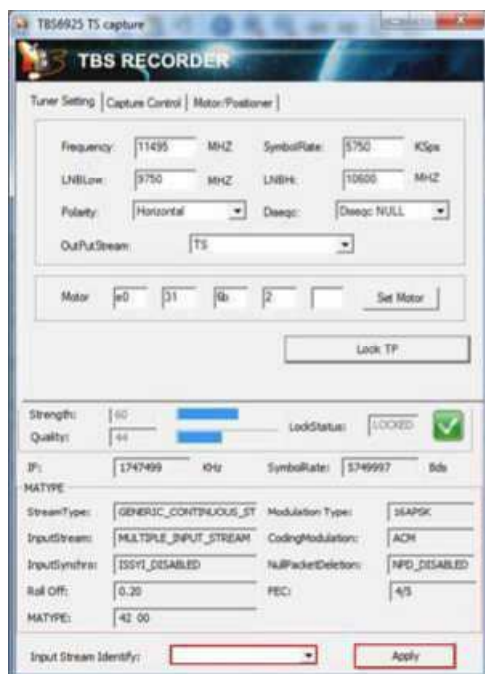 TBS6925 TS capture
TBS RECORDER
Tuner Setting Capture Control Motor/Positioner
Frequency: 11495 MHZ SymbolRate: 5750 KSps
LNBLow: 9750 MHZ LNBHi: 10600 MHZ
Polarity: Horizontal Diseqc: Diseqc NULL
OutPutStream: TS
Motor e0 31 6b 2 Set Motor
Lock TP
Strength: 60
Quality: 44
LockStatus: LOCKED
IF: 1747499 KHz SymbolRate: 5749997 Bds
MATYPE
StreamType: GENERIC_CONTINUOUS_ST Modulation Type: 16APSK
InputStream: MULTIPLE_INPUT_STREAM CodingModulation: ACM
InputSynchro: ISSYI_DISABLED NullPacketDeletion: NPD_DISABLED
Roll Off: 0.20 FEC: 4/5
MATYPE: 42 00
Input Stream Identify: Apply